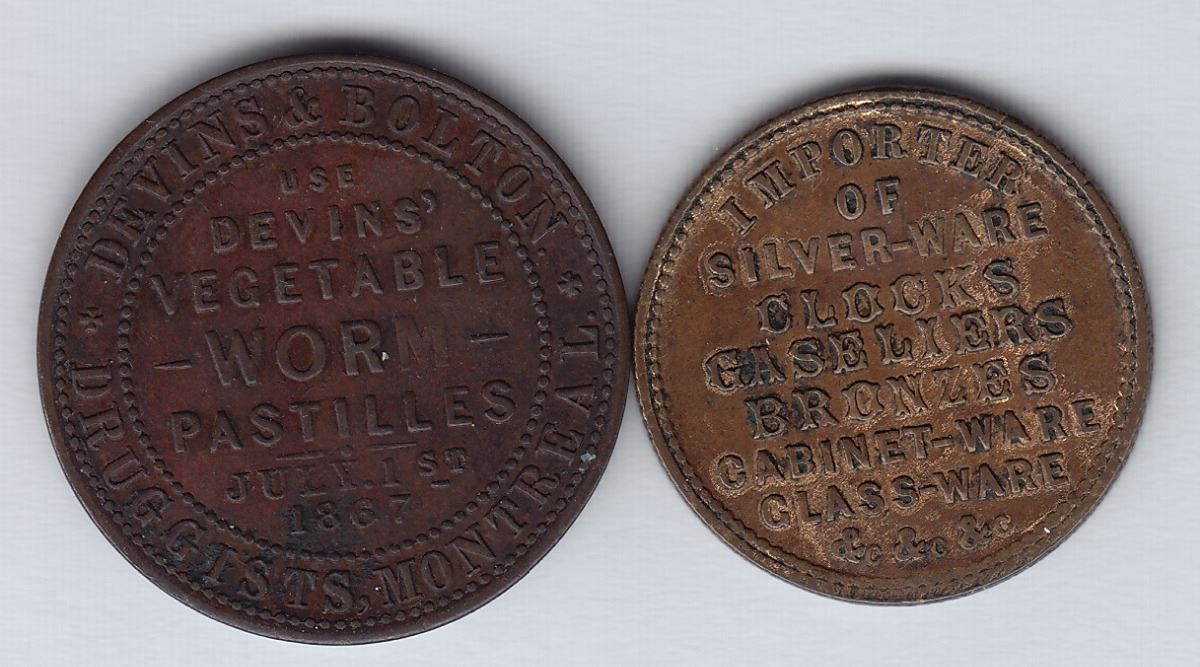 DEVINS & BOLTON.
DRUGGISTS, MONTREAL.
USE
DEVINS'
VEGETABLE
- WORM -
PASTILLES
JULY. 1ST
1867
IMPORTER
OF
SILVER-WARE
CLOCKS
GASELIERS
BRONZES
CABINET-WARE
GLASS-WARE
&c &c &c